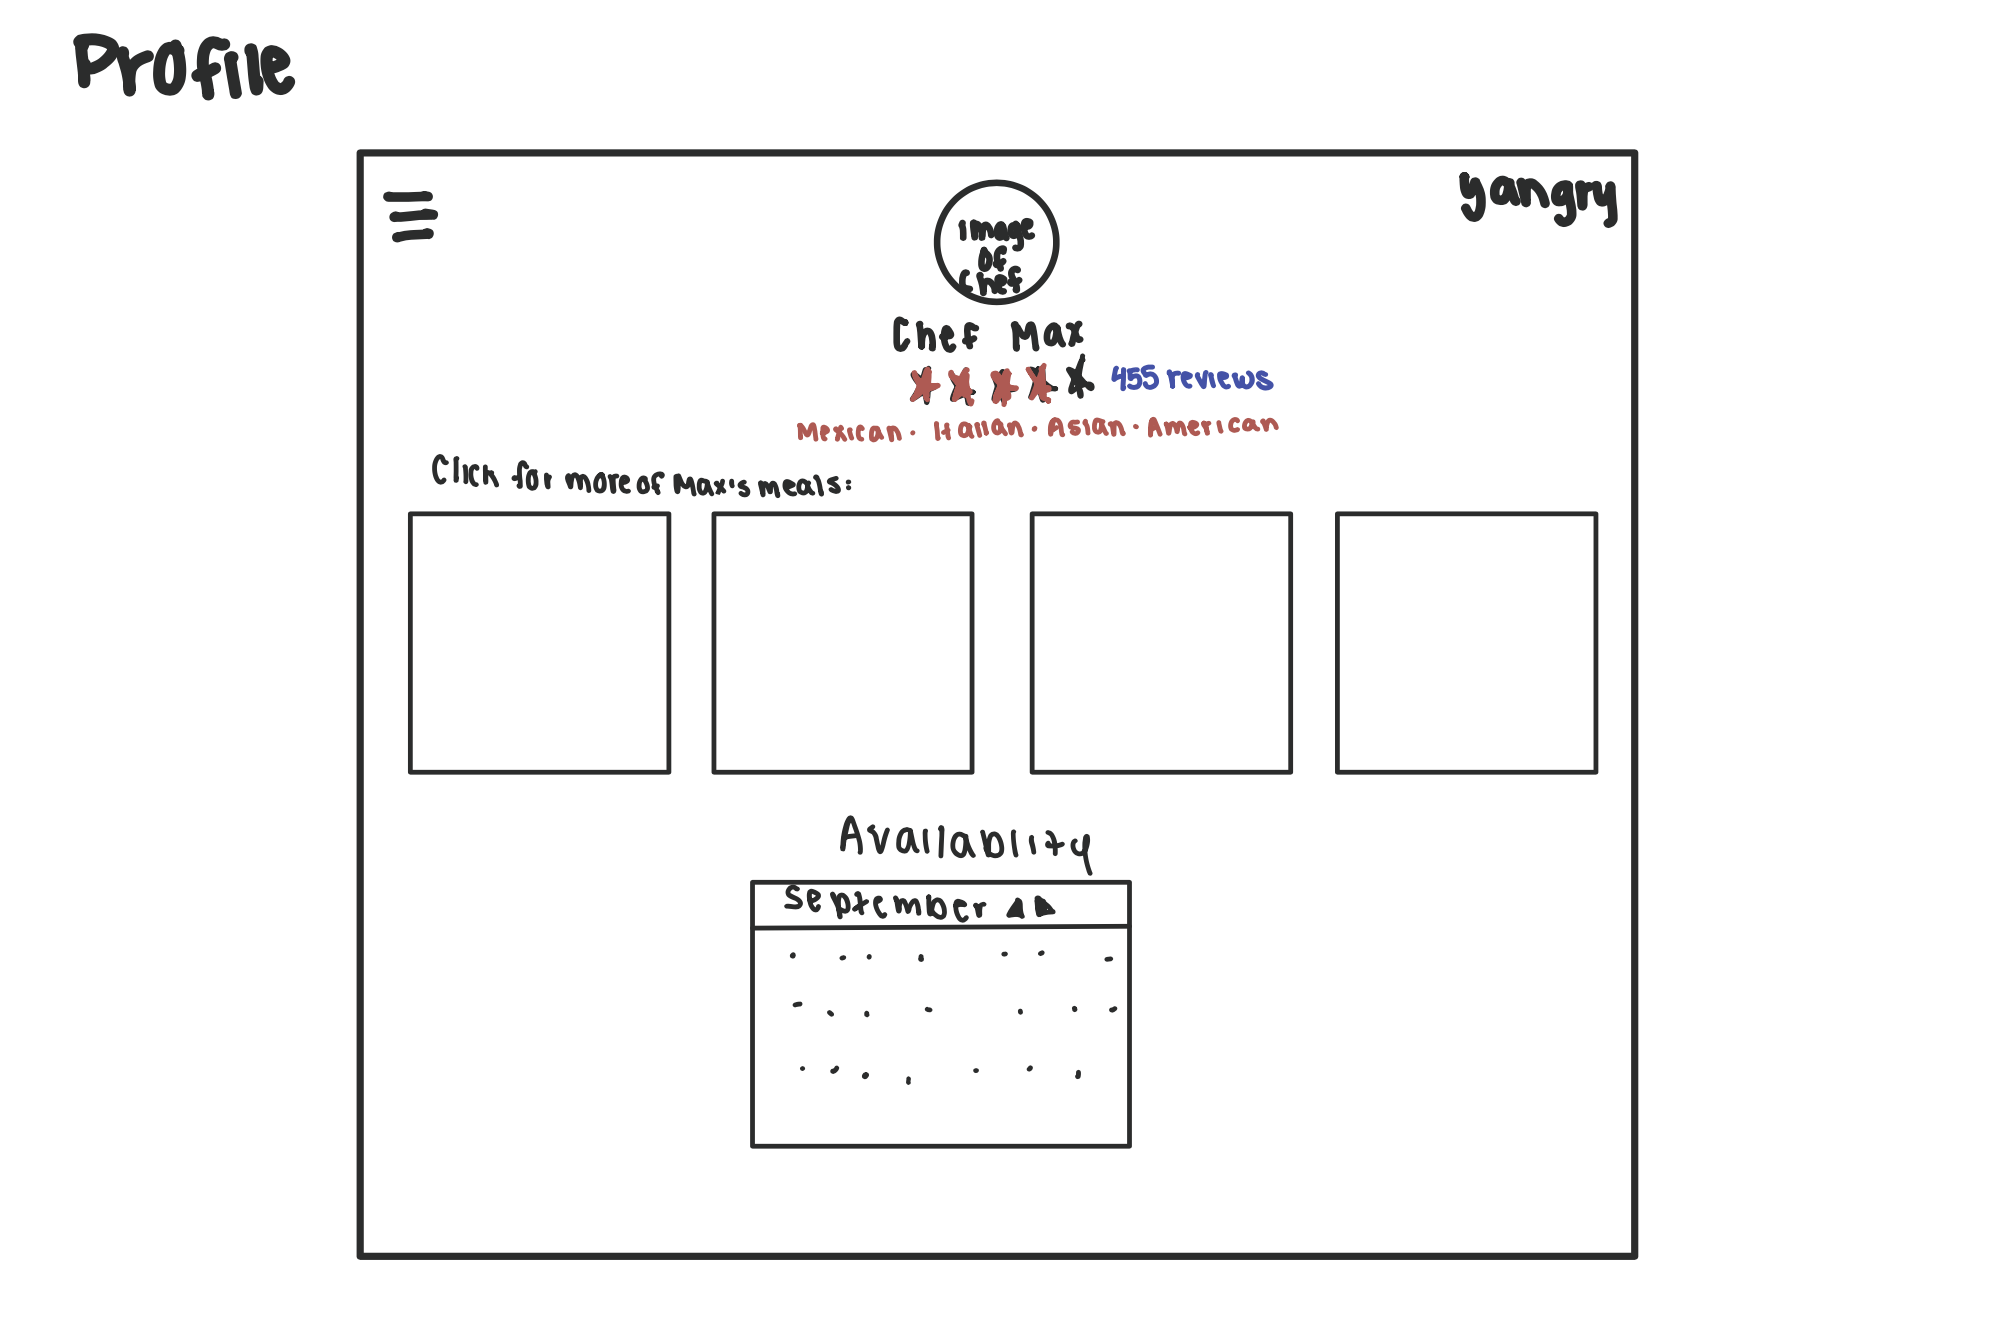 Profile
yangry
image
of
chef
Chef Max
455 reviews
Mexican · Italian · Asian · American
Click for more of Max's meals:
Availablity
September